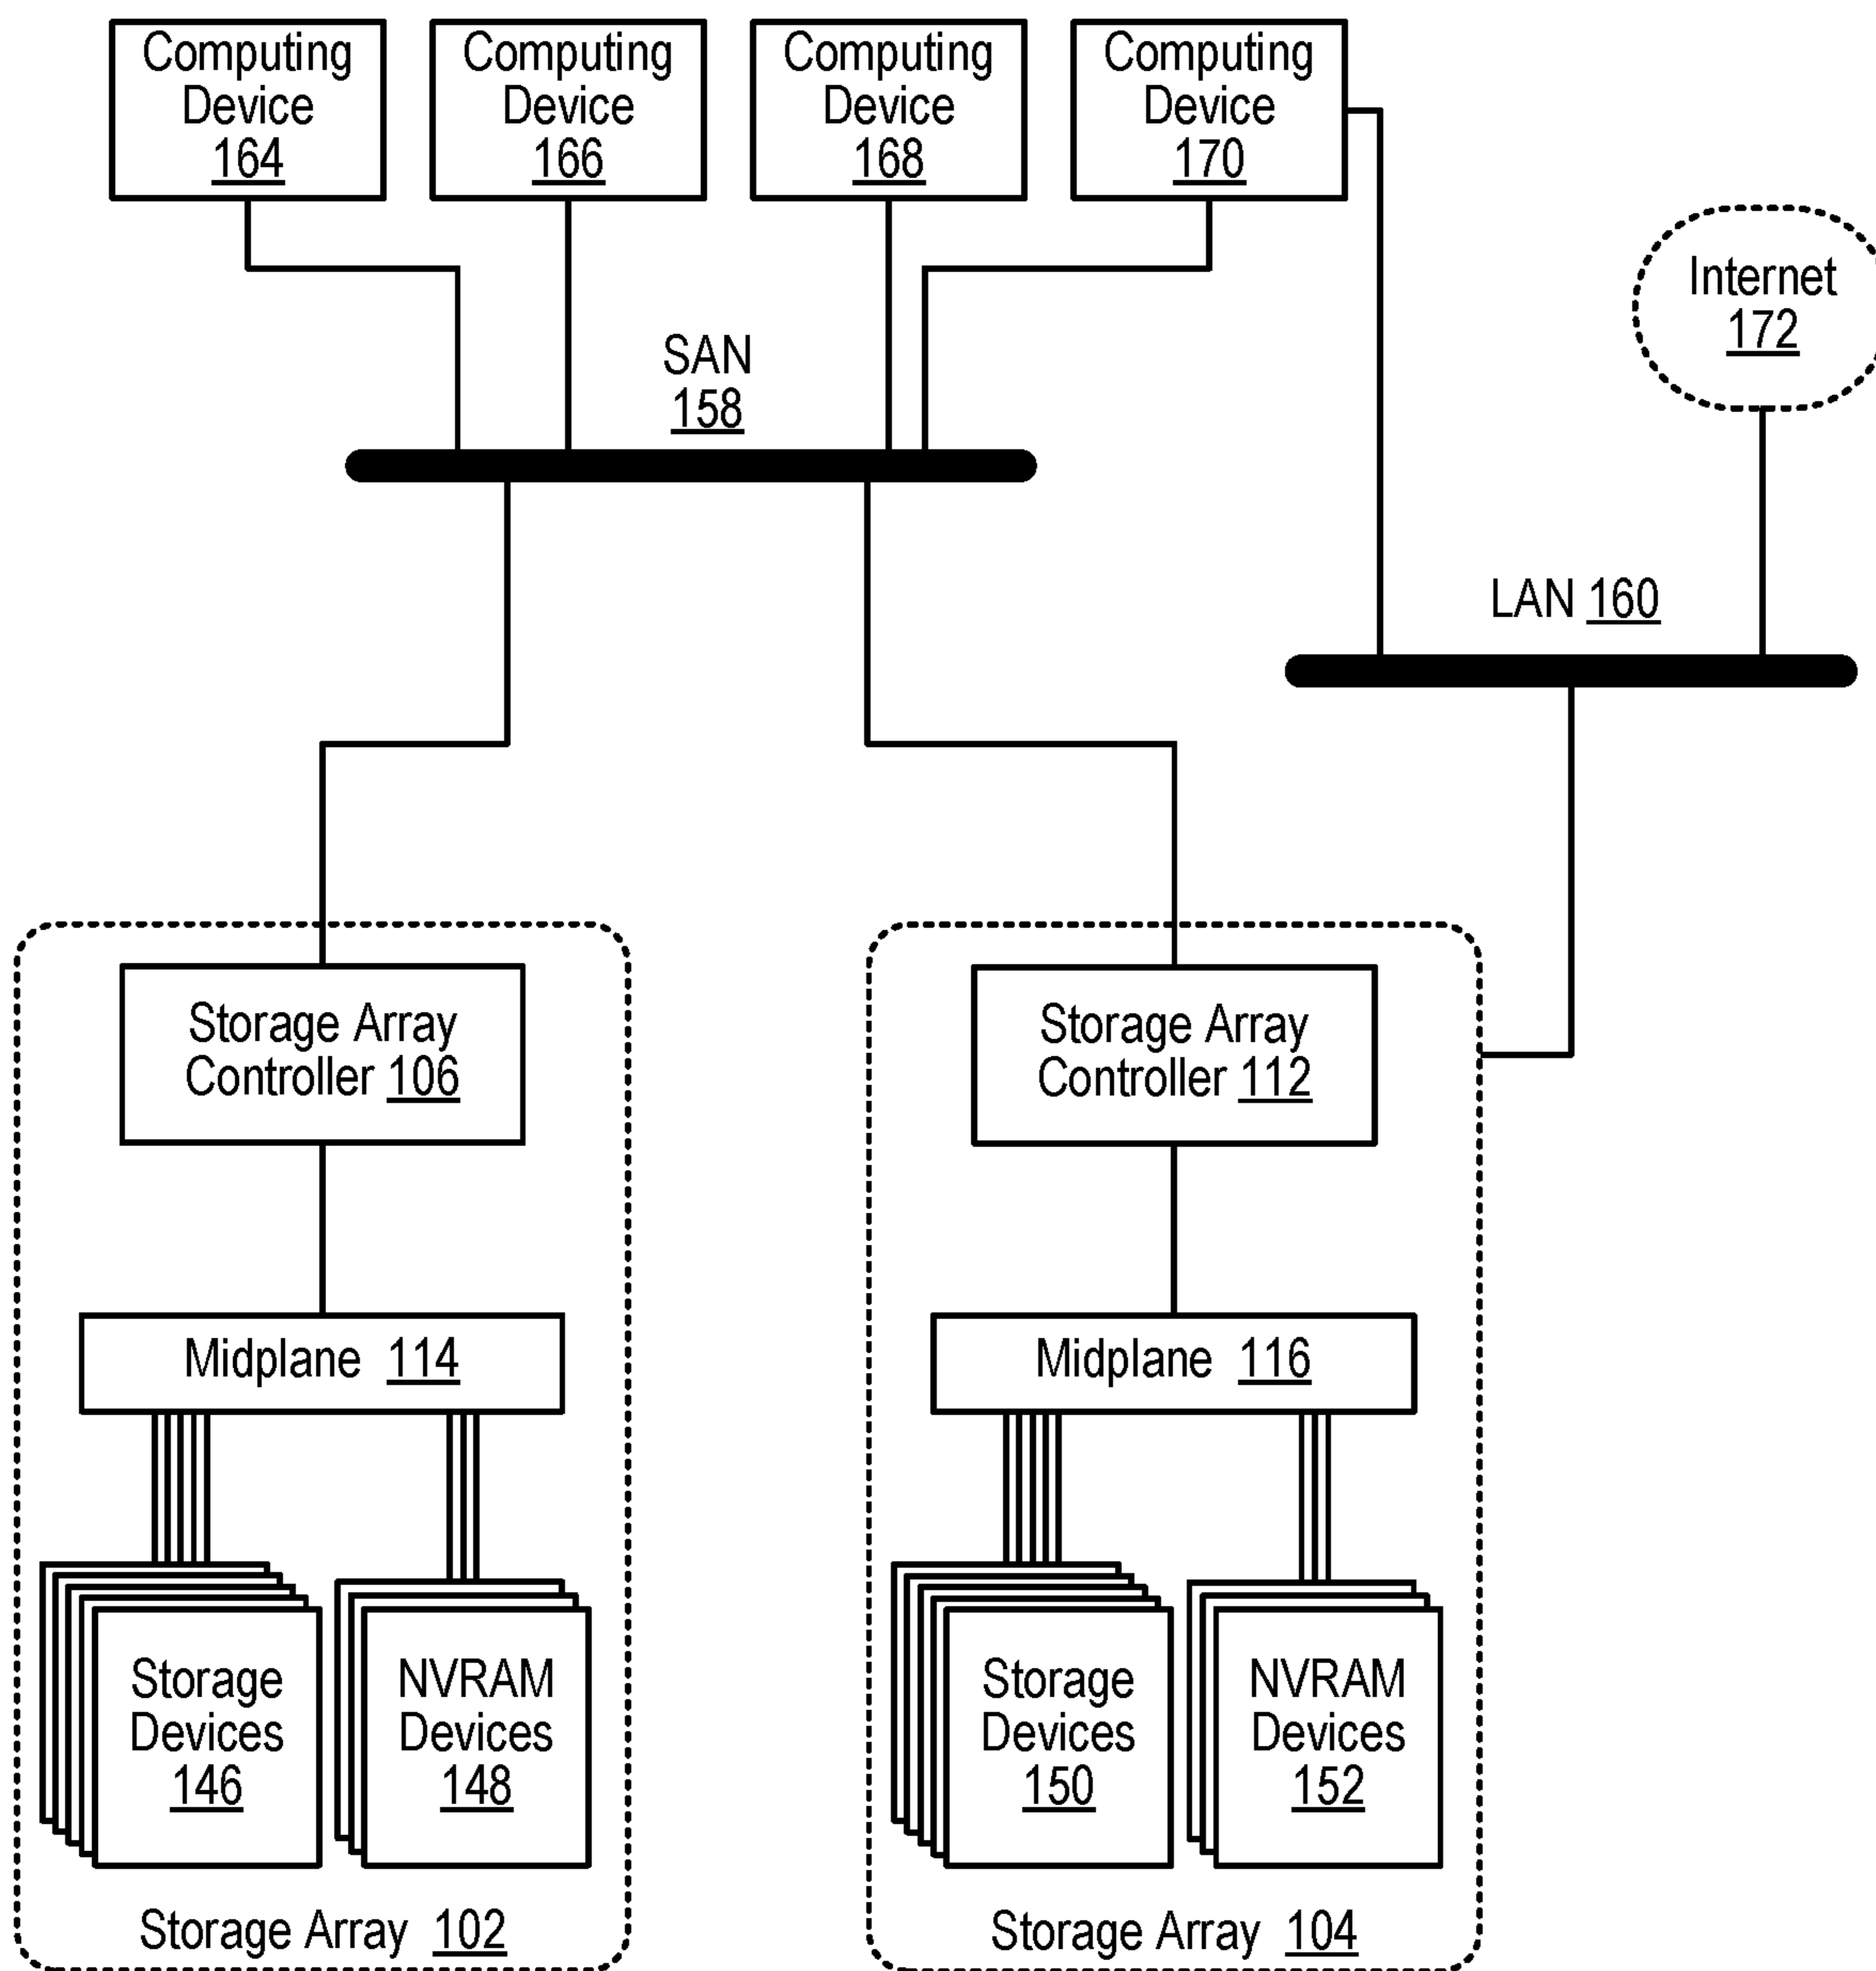 Computing
Device
164
Computing
Device
166
Computing
Device
168
Computing
Device
170
Internet
172
SAN
158
LAN 160
Storage Array
Controller 106
Storage Array
Controller 112
Midplane 114
Midplane 116
Storage
Devices
146
NVRAM
Devices
148
Storage
Devices
150
NVRAM
Devices
152
Storage Array 102
Storage Array 104